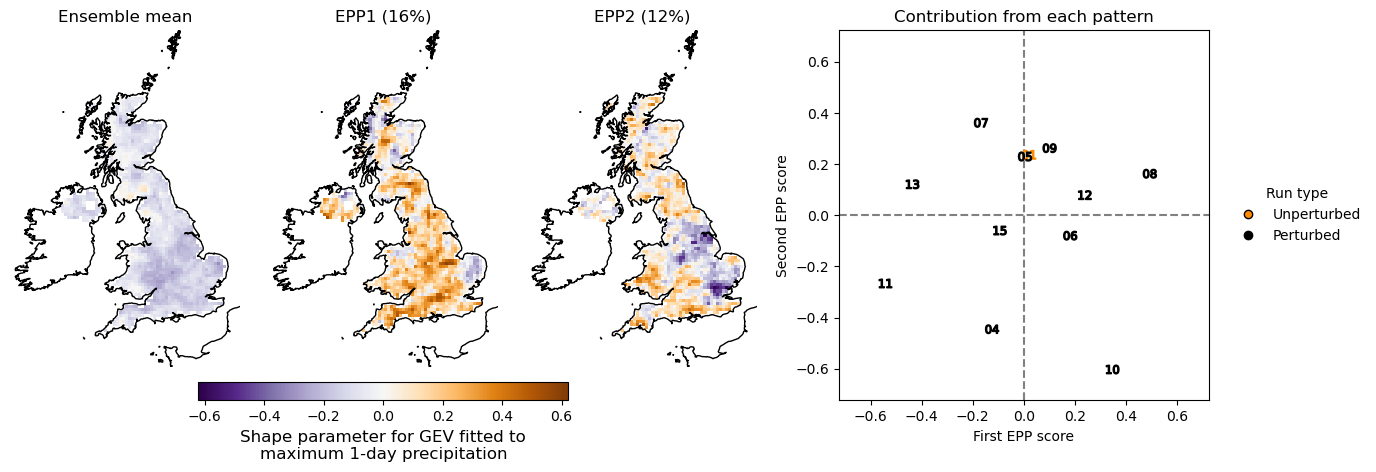 Ensemble mean
EPP1 (16%)
EPP2 (12%)
−0.6 −0.4 −0.2 0.0 0.2 0.4 0.6
Shape parameter for GEV fitted to
maximum 1-day precipitation
Contribution from each pattern
Second EPP score
0.6
0.4
0.2
0.0
−0.2
−0.4
−0.6
07
09
05
08
13
12
15
06
11
04
10
−0.6 −0.4 −0.2 0.0 0.2 0.4 0.6
First EPP score
Run type
Unperturbed
Perturbed